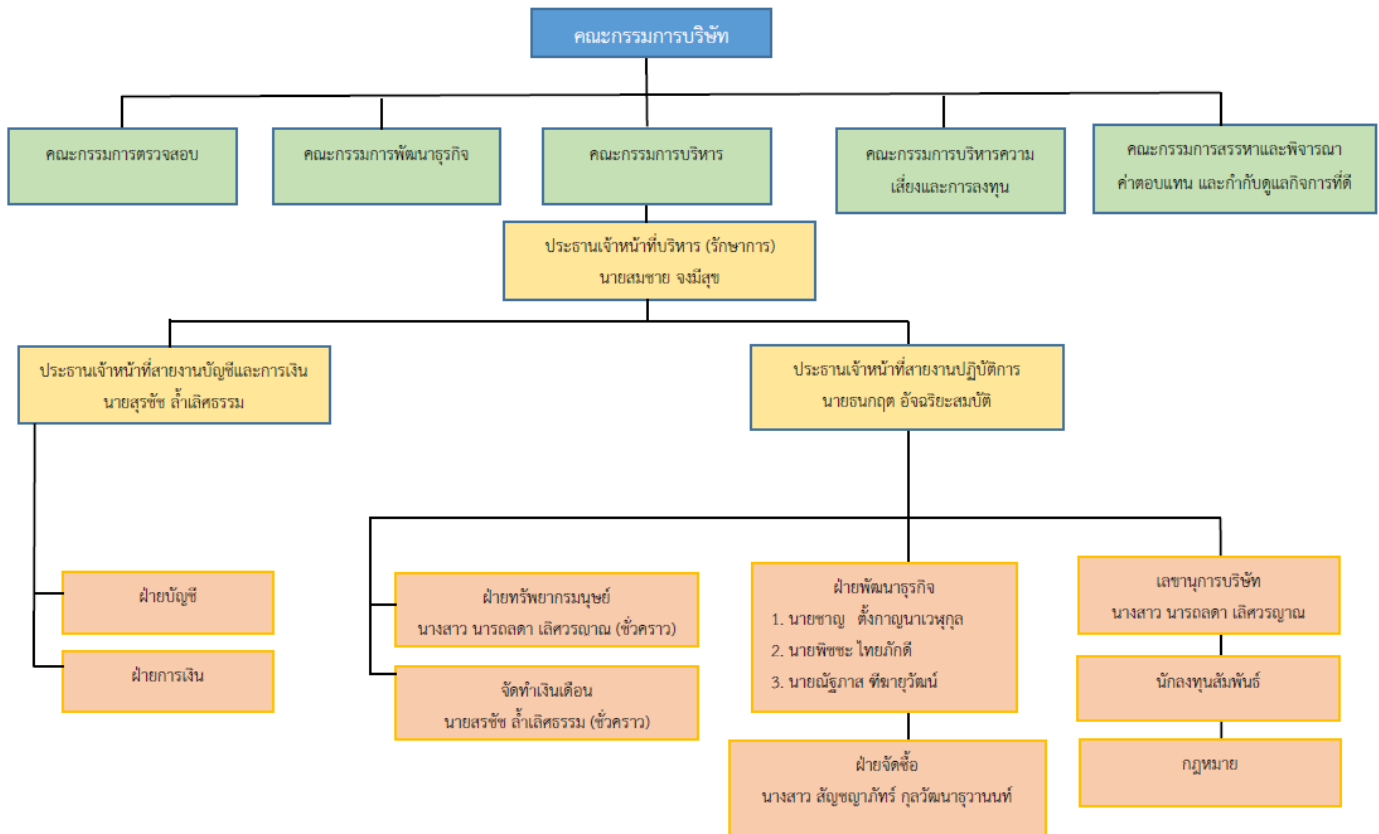 คณะกรรมการบริษัท
คณะกรรมการตรวจสอบ
คณะกรรมการพัฒนาธุรกิจ
คณะกรรมการบริหาร
คณะกรรมการบริหารความ
เสี่ยงและการลงทุน
คณะกรรมการสรรหาและพิจารณา
ค่าตอบแทน และกำกับดูแลกิจการที่ดี
ประธานเจ้าหน้าที่บริหาร (รักษาการ)
นายสมชาย จงมีสุข
ประธานเจ้าหน้าที่สายงานบัญชีและการเงิน
นายสุรชัช ล้ำเลิศธรรม
ประธานเจ้าหน้าที่สายงานปฏิบัติการ
นายธนกฤต อัจฉริยะสมบัติ
ฝ่ายบัญชี
ฝ่ายการเงิน
ฝ่ายทรัพยากรมนุษย์
นางสาว นารถลดา เลิศวรญาณ (ชั่วคราว)
จัดทำเงินเดือน
นายสรชัช ล้ำเลิศธรรม (ชั่วคราว)
ฝ่ายพัฒนาธุรกิจ
1. นายชาญ ตั้งกาญนาเวฬุกุล
2. นายพิชชะ ไทยภักดี
3. นายณัฐภาส ฑีฆายุวัฒน์
ฝ่ายจัดซื้อ
นางสาว สัญชญาภัทร์ กุลวัฒนาธุวานนท์
เลขานุการบริษัท
นางสาว นารถลดา เลิศวรญาณ
นักลงทุนสัมพันธ์
กฎหมาย